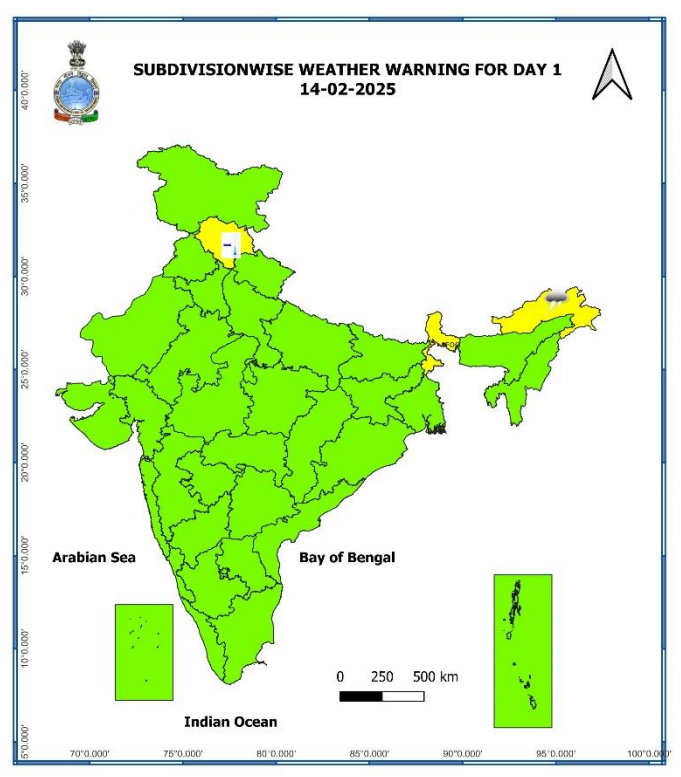 SUBDIVISIONWISE WEATHER WARNING FOR DAY 1
14-02-2025
40°0.000'
35°0.000'
30°0.000'
25°0.000'
20°0.000'
15°0.000'
10°0.000'
5°0.000'
FOG
Arabian Sea
Bay of Bengal
0 250 500 km
Indian Ocean
70°0.000' 75°0.000' 80°0.000' 85°0.000' 90°0.000' 95°0.000' 100°0.000'